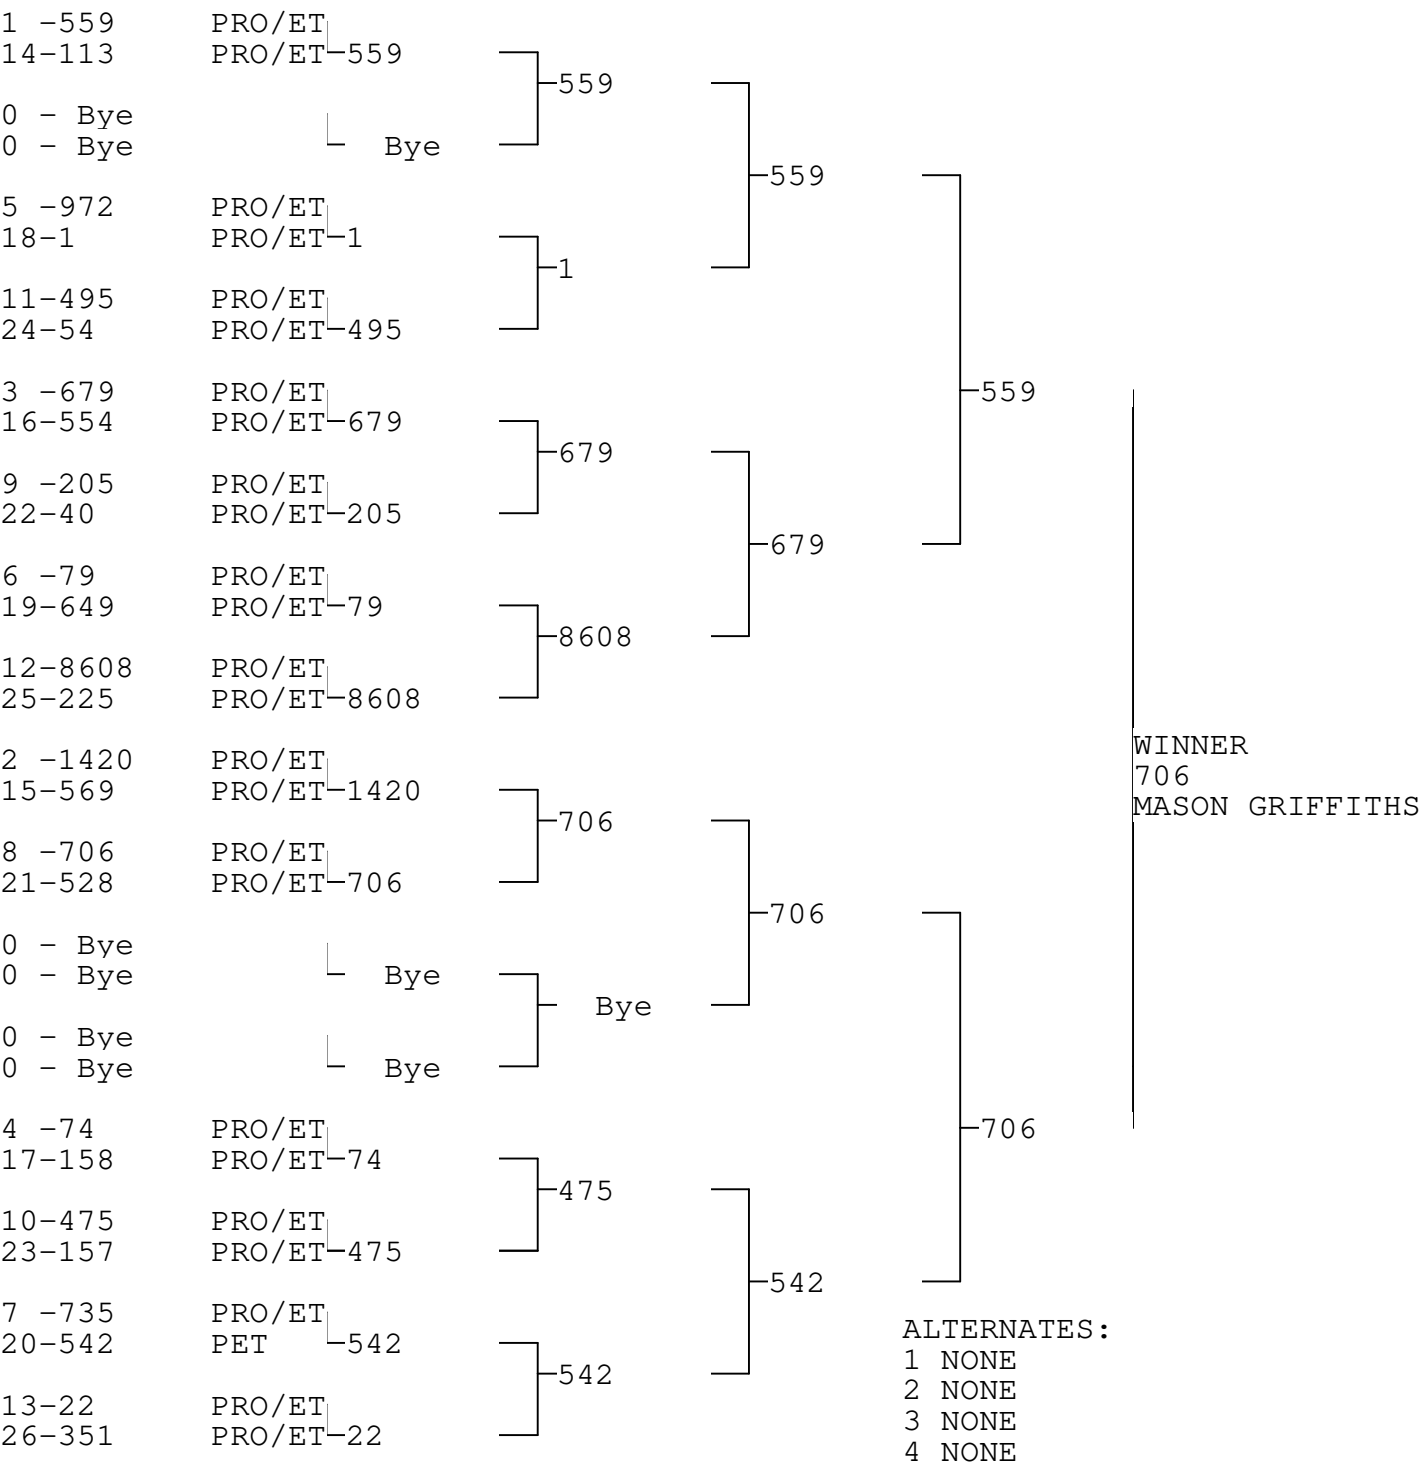 1 -559 PRO/ET
14-113 PRO/ET 559
559
0 - Bye
0 - Bye Bye
559
5 -972 PRO/ET
18-1 PRO/ET 1
1
11-495 PRO/ET
24-54 PRO/ET 495
3 -679 PRO/ET 559
16-554 PRO/ET 679
679
9 -205 PRO/ET
22-40 PRO/ET 205
679
6 -79 PRO/ET
19-649 PRO/ET 79
8608
12-8608 PRO/ET
25-225 PRO/ET 8608
WINNER
2 -1420 PRO/ET
706
15-569 PRO/ET 1420
MASON GRIFFITHS
706
8 -706 PRO/ET
21-528 PRO/ET 706
706
0 - Bye
0 - Bye Bye
Bye
0 - Bye
0 - Bye Bye
4 -74 PRO/ET 706
17-158 PRO/ET 74
475
10-475 PRO/ET
23-157 PRO/ET 475
542
7 -735 PRO/ET
ALTERNATES:
20-542 PET 542
1 NONE
542
2 NONE
13-22 PRO/ET
3 NONE
26-351 PRO/ET 22
4 NONE